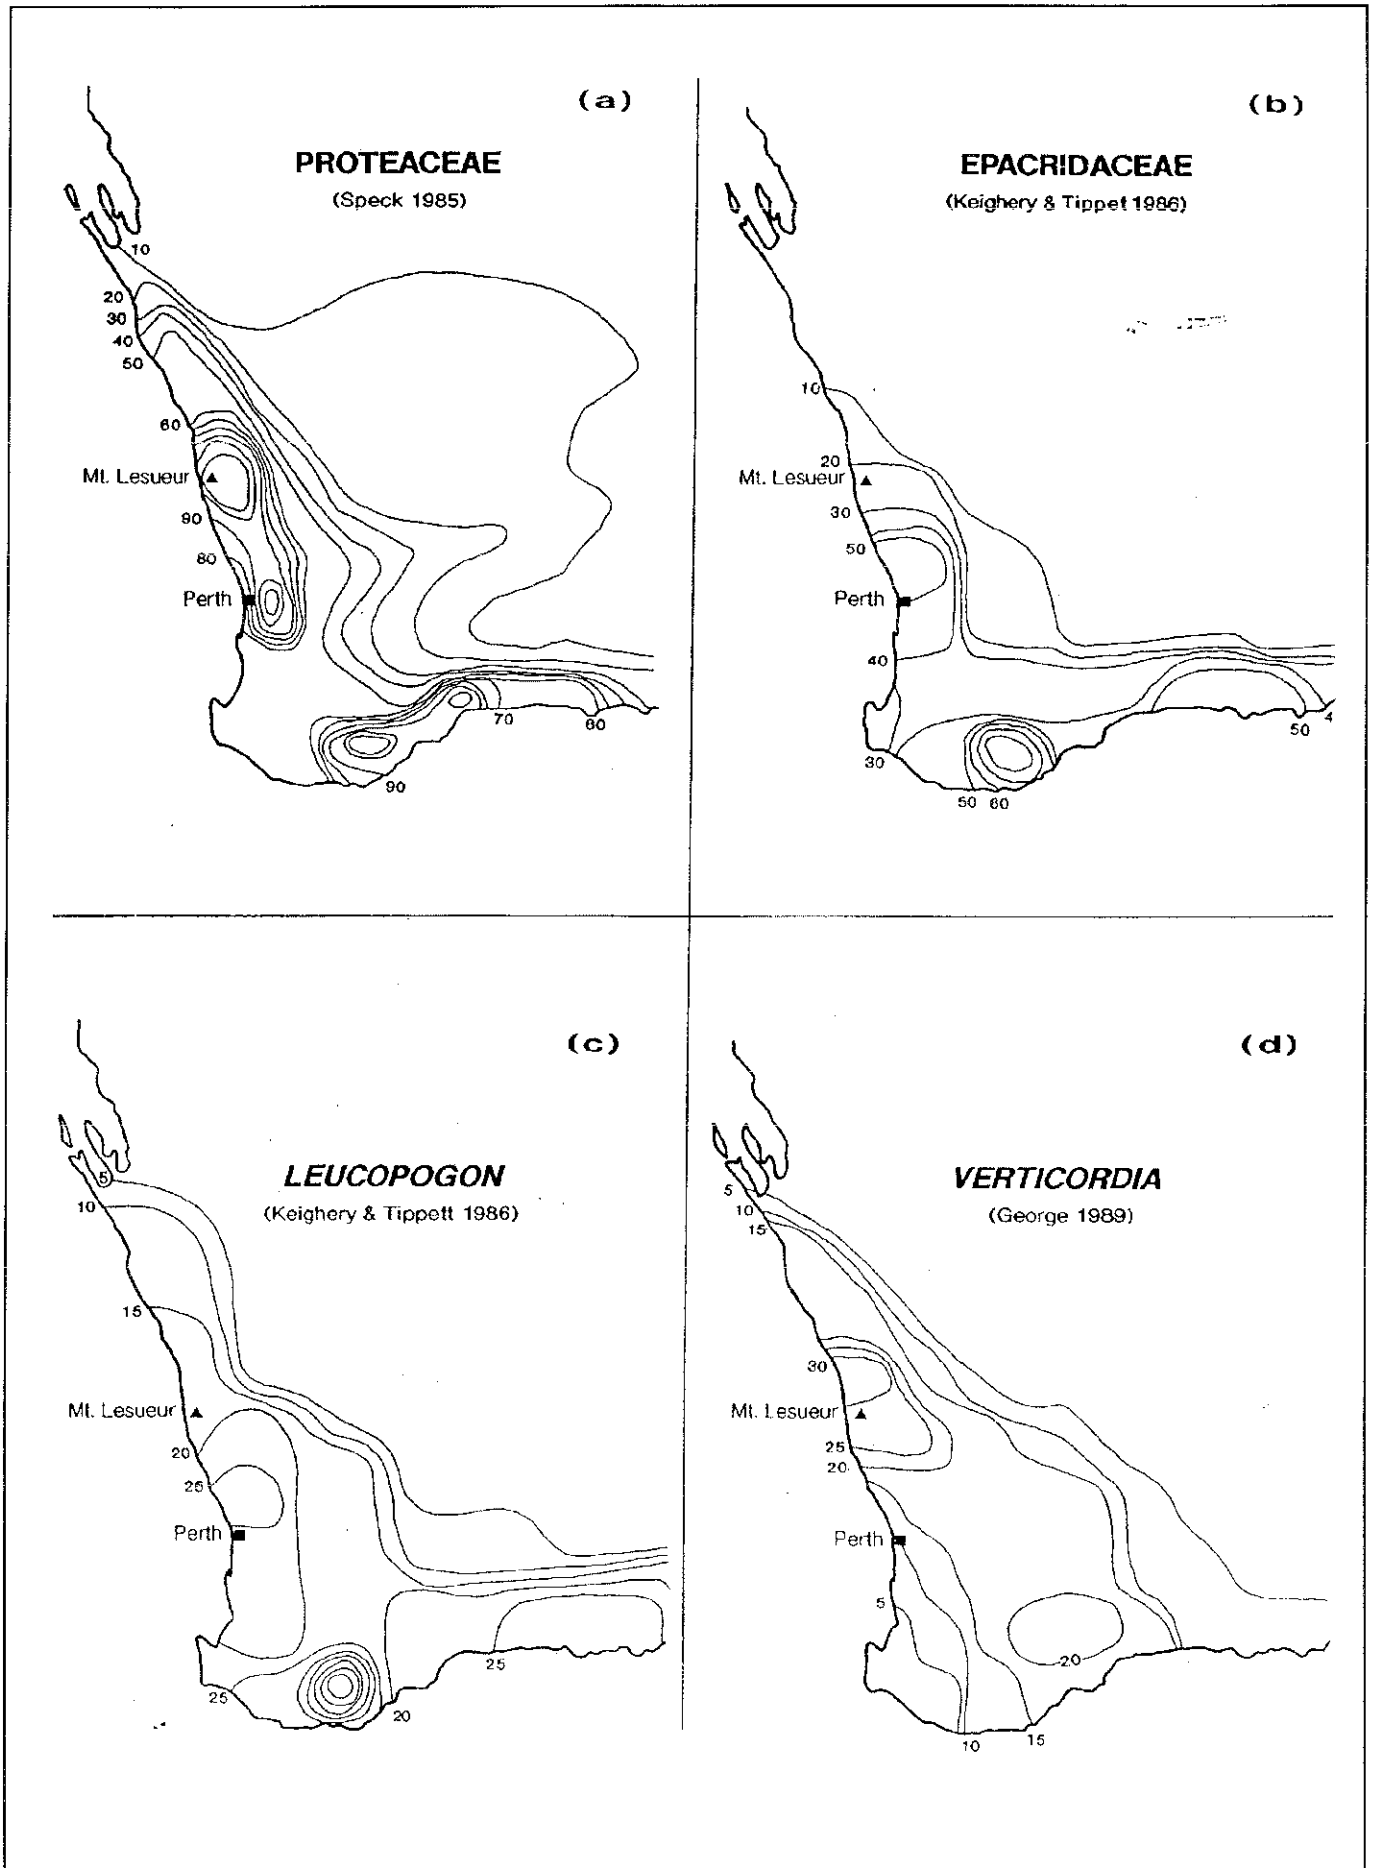 (a)
PROTEACEAE
(Speck 1985)
10
20
30
40
50
60
Mt. Lesueur
90
80
Perth
70
60
90
(b)
EPACRIDACEAE
(Keighery & Tippet 1986)
10
20
Mt. Lesueur
30
50
Perth
40
30
50 4
50 60
(c)
LEUCOPOGON
(Keighery & Tippett 1986)
5
10
15
Mt. Lesueur
20
25
Perth
25
25
20
(d)
VERTICORDIA
(George 1989)
5
10
15
30
Mt. Lesueur
25
20
Perth
5
20
10
15